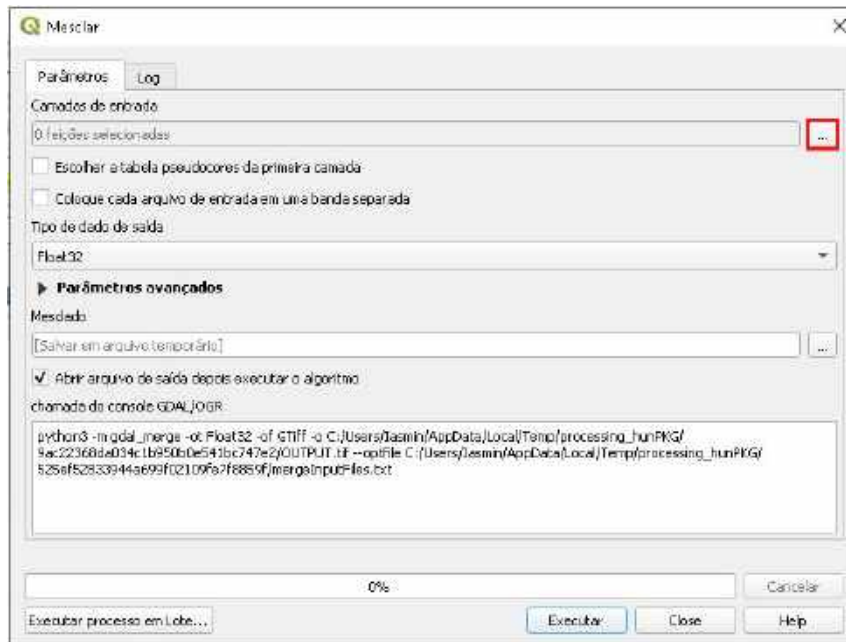 Mesclar
Parâmetros
Log
Camadas de entrada
0 feições selecionadas
...
Escolher a tabela pseudocores da primeira camada
Coloque cada arquivo de entrada em uma banda separada
Tipo de dado de saída
Float32
Parâmetros avançados
Mesclado
[Salvar em arquivo temporário]
...
Abrir arquivo de saída depois executar o algoritmo
chamada do console GDAL/OGR
python3 -m gdal_merge -ot Float32 -of GTiff -o C:/Users/Iasmin/AppData/Local/Temp/processing_hunPKG/
9ac22368da034c1b950b0e541bc747e2/OUTPUT.tif --optfile C:/Users/Iasmin/AppData/Local/Temp/processing_hunPKG/
525ef52833944a699f02109fe7f8859f/mergeInputFiles.txt
0%
Cancelar
Executar processo em Lote...
Executar
Close
Help